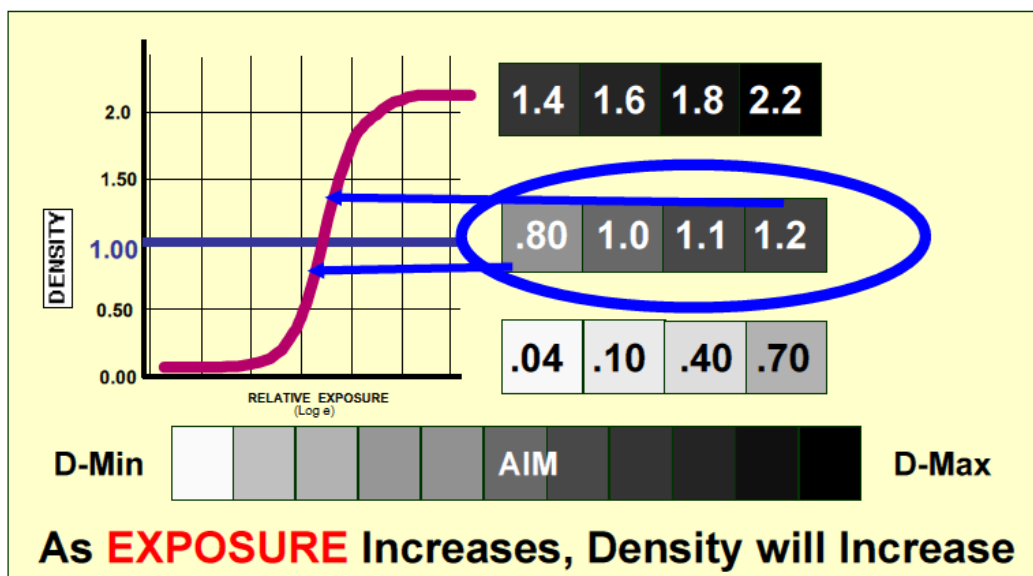 2.0
1.50
1.00
0.50
0.00
DENSITY
RELATIVE EXPOSURE
(Log e)
1.4 1.6 1.8 2.2
.80 1.0 1.1 1.2
.04 .10 .40 .70
D-Min AIM D-Max
As EXPOSURE Increases, Density will Increase